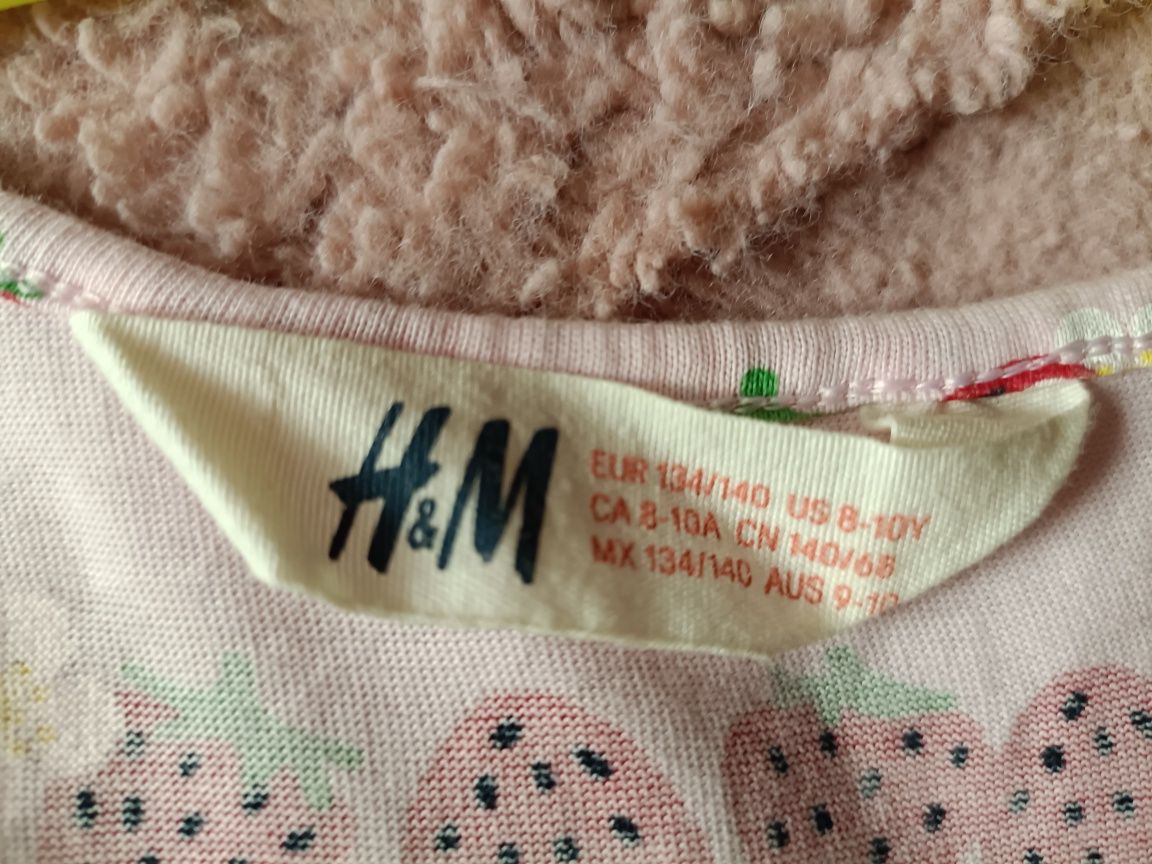 H&M
EUR 134/140 US 8-10Y
CA 8-10A CN 140/68
MX 134/140 AUS 9-10